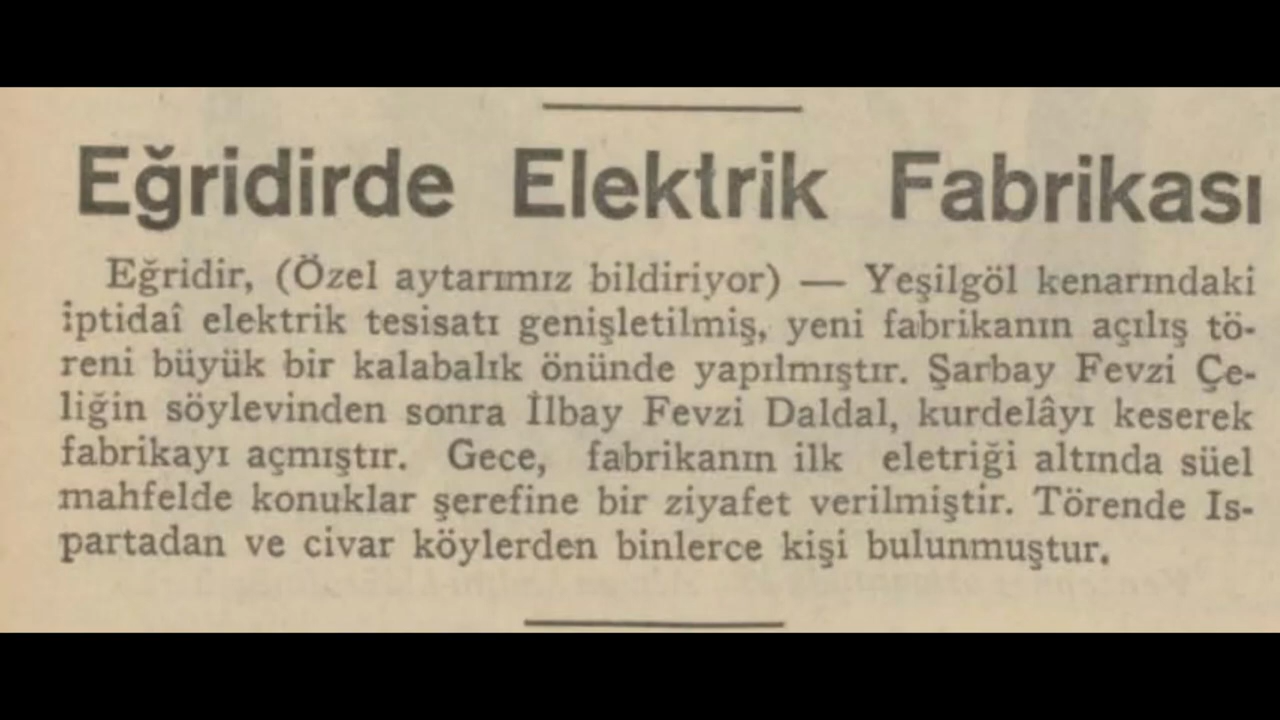 Eğridirde Elektrik Fabrikası
Eğridir, (Özel aytarımız bildiriyor) — Yeşilgöl kenarındaki
iptidaî elektrik tesisatı genişletilmiş, yeni fabrikanın açılış tö-
reni büyük bir kalabalık önünde yapılmıştır. Şarbay Fevzi Çe-
liğin söylevinden sonra İlbay Fevzi Daldal, kurdelâyı keserek
fabrikayı açmıştır. Gece, fabrikanın ilk eletriği altında süel
mahfelde konuklar şerefine bir ziyafet verilmiştir. Törende Is-
partadan ve civar köylerden binlerce kişi bulunmuştur.